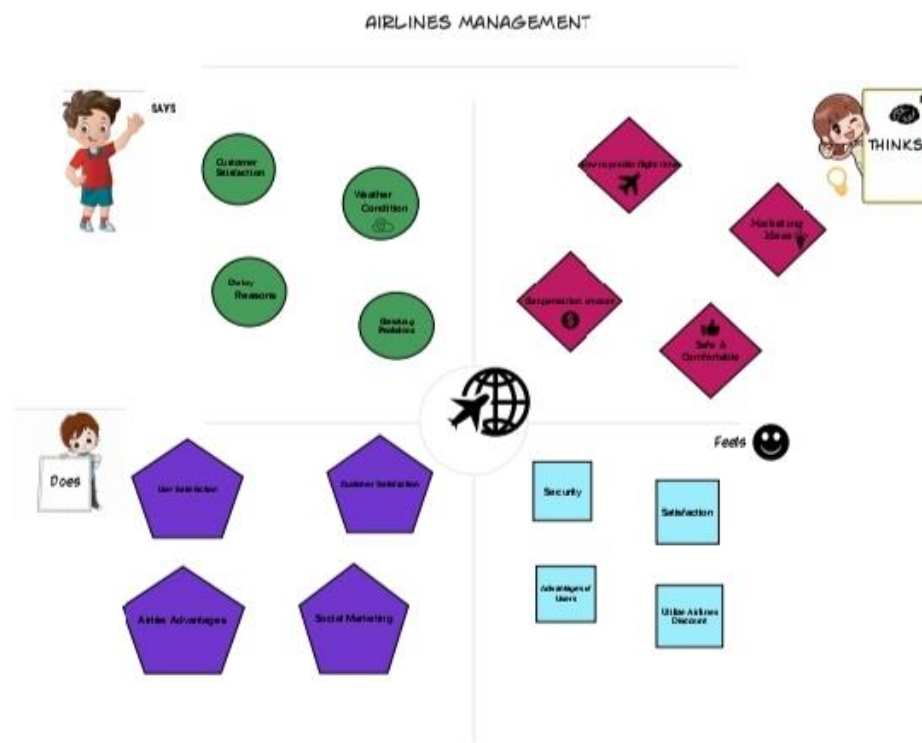 AIRLINES MANAGEMENT
SAYS
Customer
Satisfaction
Weather
Condition
Delay
Reasons
Problems
THINKS
Marketing
Ideas
Compensation
Safe &
Comfortable
Does
User Satisfaction
Customer Satisfaction
Airline Advantages
Social Marketing
Feels
Security
Satisfaction
Advantages of
Users
Utilize Airlines
Discount